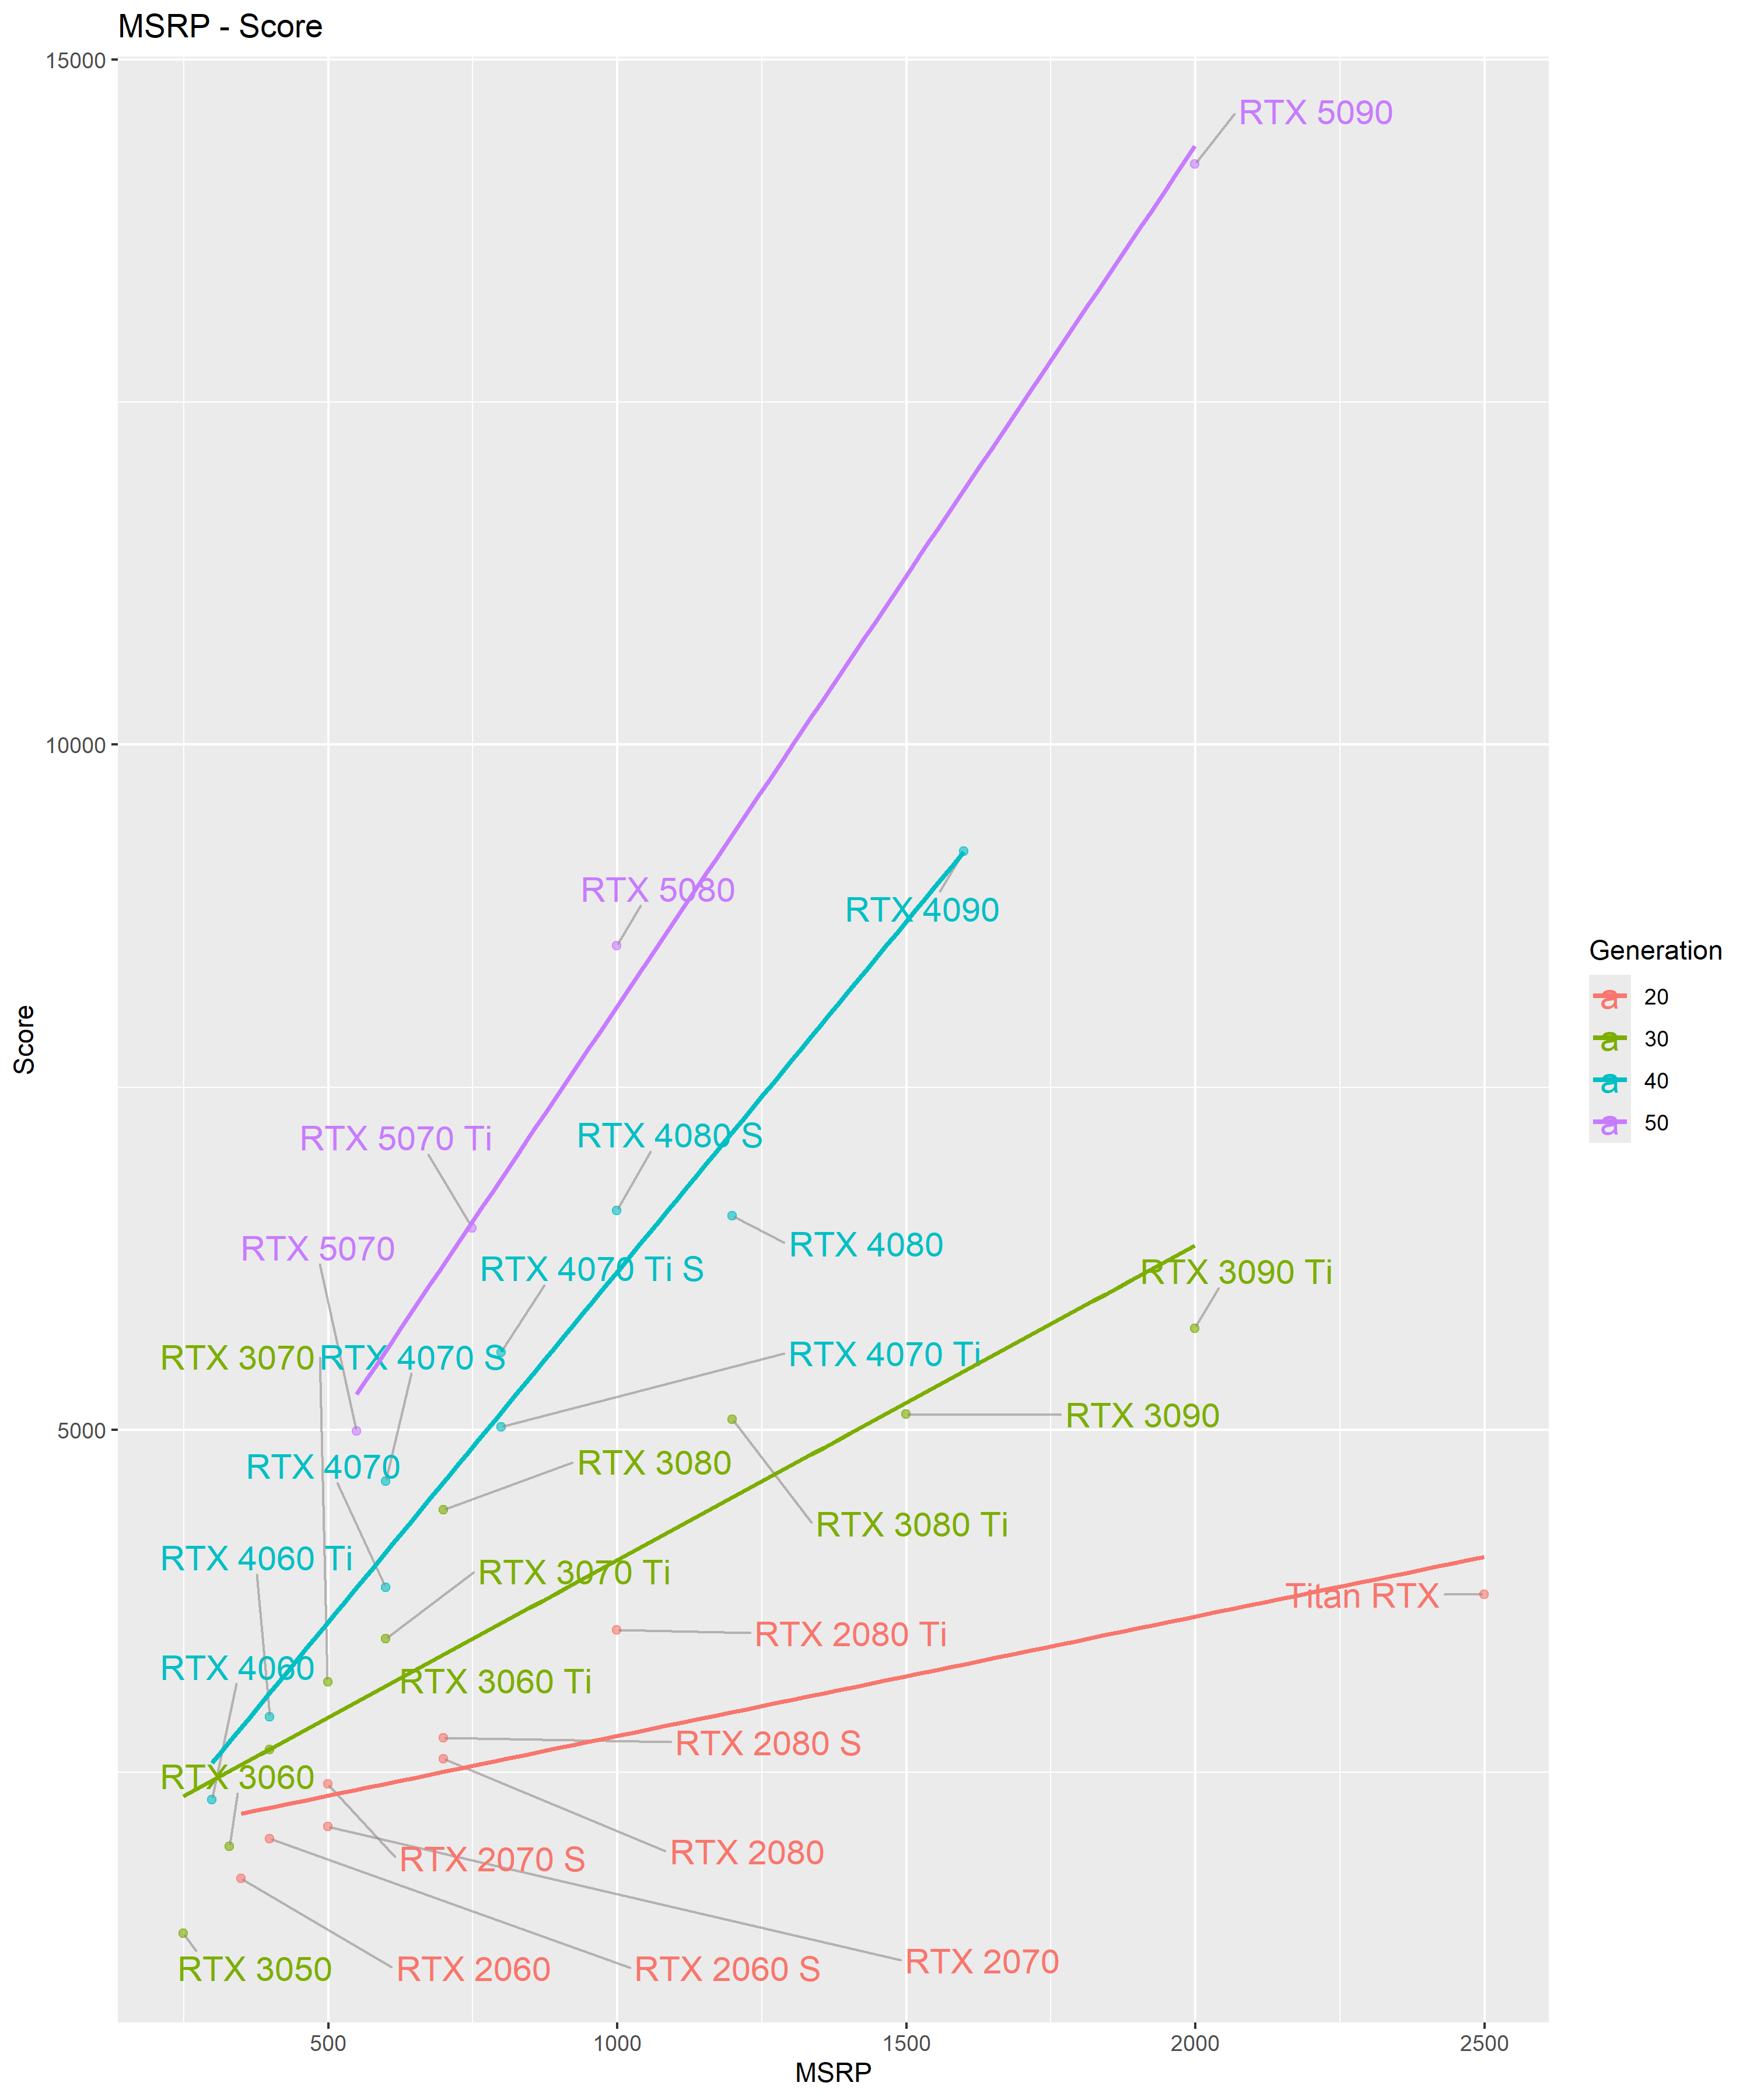 MSRP - Score
15000
RTX 5090
10000
RTX 5080
RTX 4090
Generation
a 20
a 30
a 40
a 50
Score
RTX 5070 Ti
RTX 4080 S
RTX 5070
RTX 4080
RTX 4070 Ti S
RTX 3090 Ti
RTX 3070
RTX 4070 S
RTX 4070 Ti
RTX 3090
5000
RTX 4070
RTX 3080
RTX 3080 Ti
RTX 4060 Ti
RTX 3070 Ti
Titan RTX
RTX 2080 Ti
RTX 4060
RTX 3060 Ti
RTX 2080 S
RTX 3060
RTX 2070 S
RTX 2080
RTX 3050
RTX 2060
RTX 2060 S
RTX 2070
500
1000
1500
2000
2500
MSRP